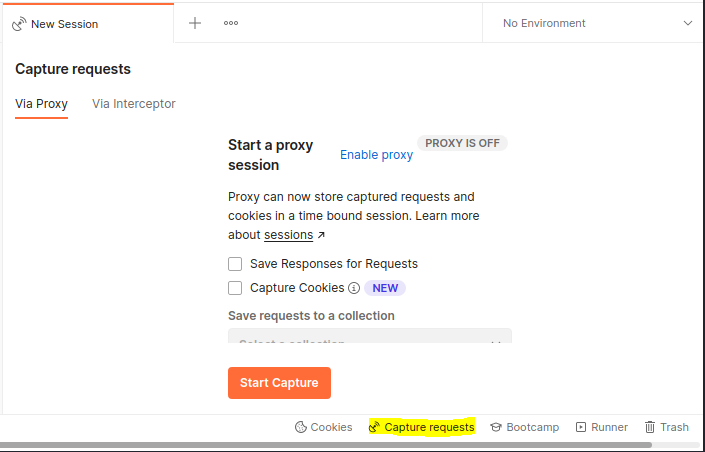 New Session
No Environment
Capture requests
Via Proxy Via Interceptor
Start a proxy session
Enable proxy
PROXY IS OFF
Proxy can now store captured requests and
cookies in a time bound session. Learn more
about sessions ↗
Save Responses for Requests
Capture Cookies NEW
Save requests to a collection
Select a collection
Start Capture
Cookies Capture requests Bootcamp Runner Trash